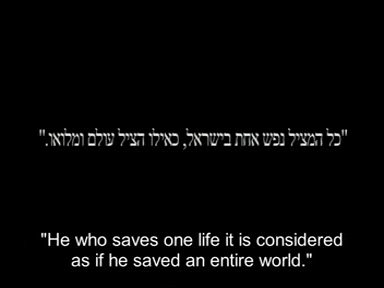 "כל המציל נפש אחת בישראל, כאילו הציל עולם ומלואו."
"He who saves one life it is considered
as if he saved an entire world."